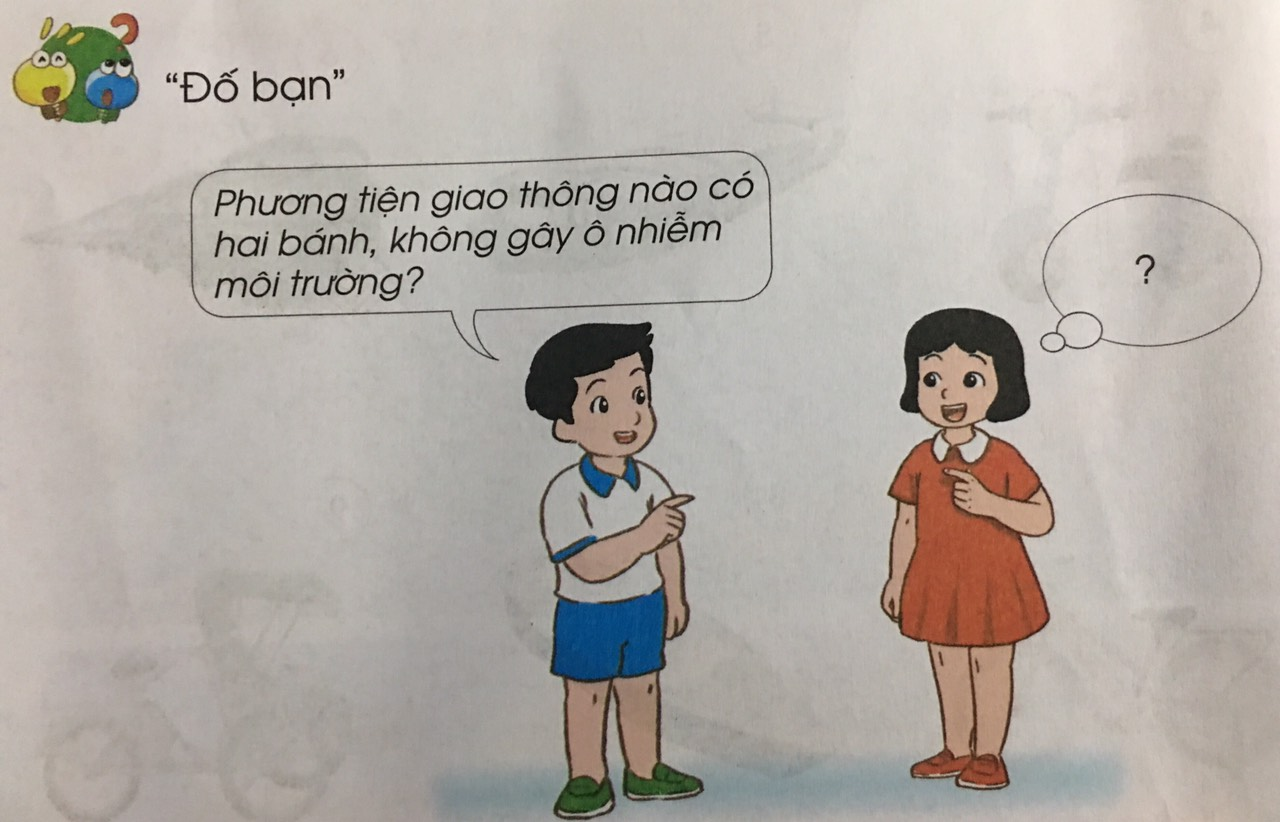 “Đố bạn”
Phương tiện giao thông nào có
hai bánh, không gây ô nhiễm
môi trường?
?